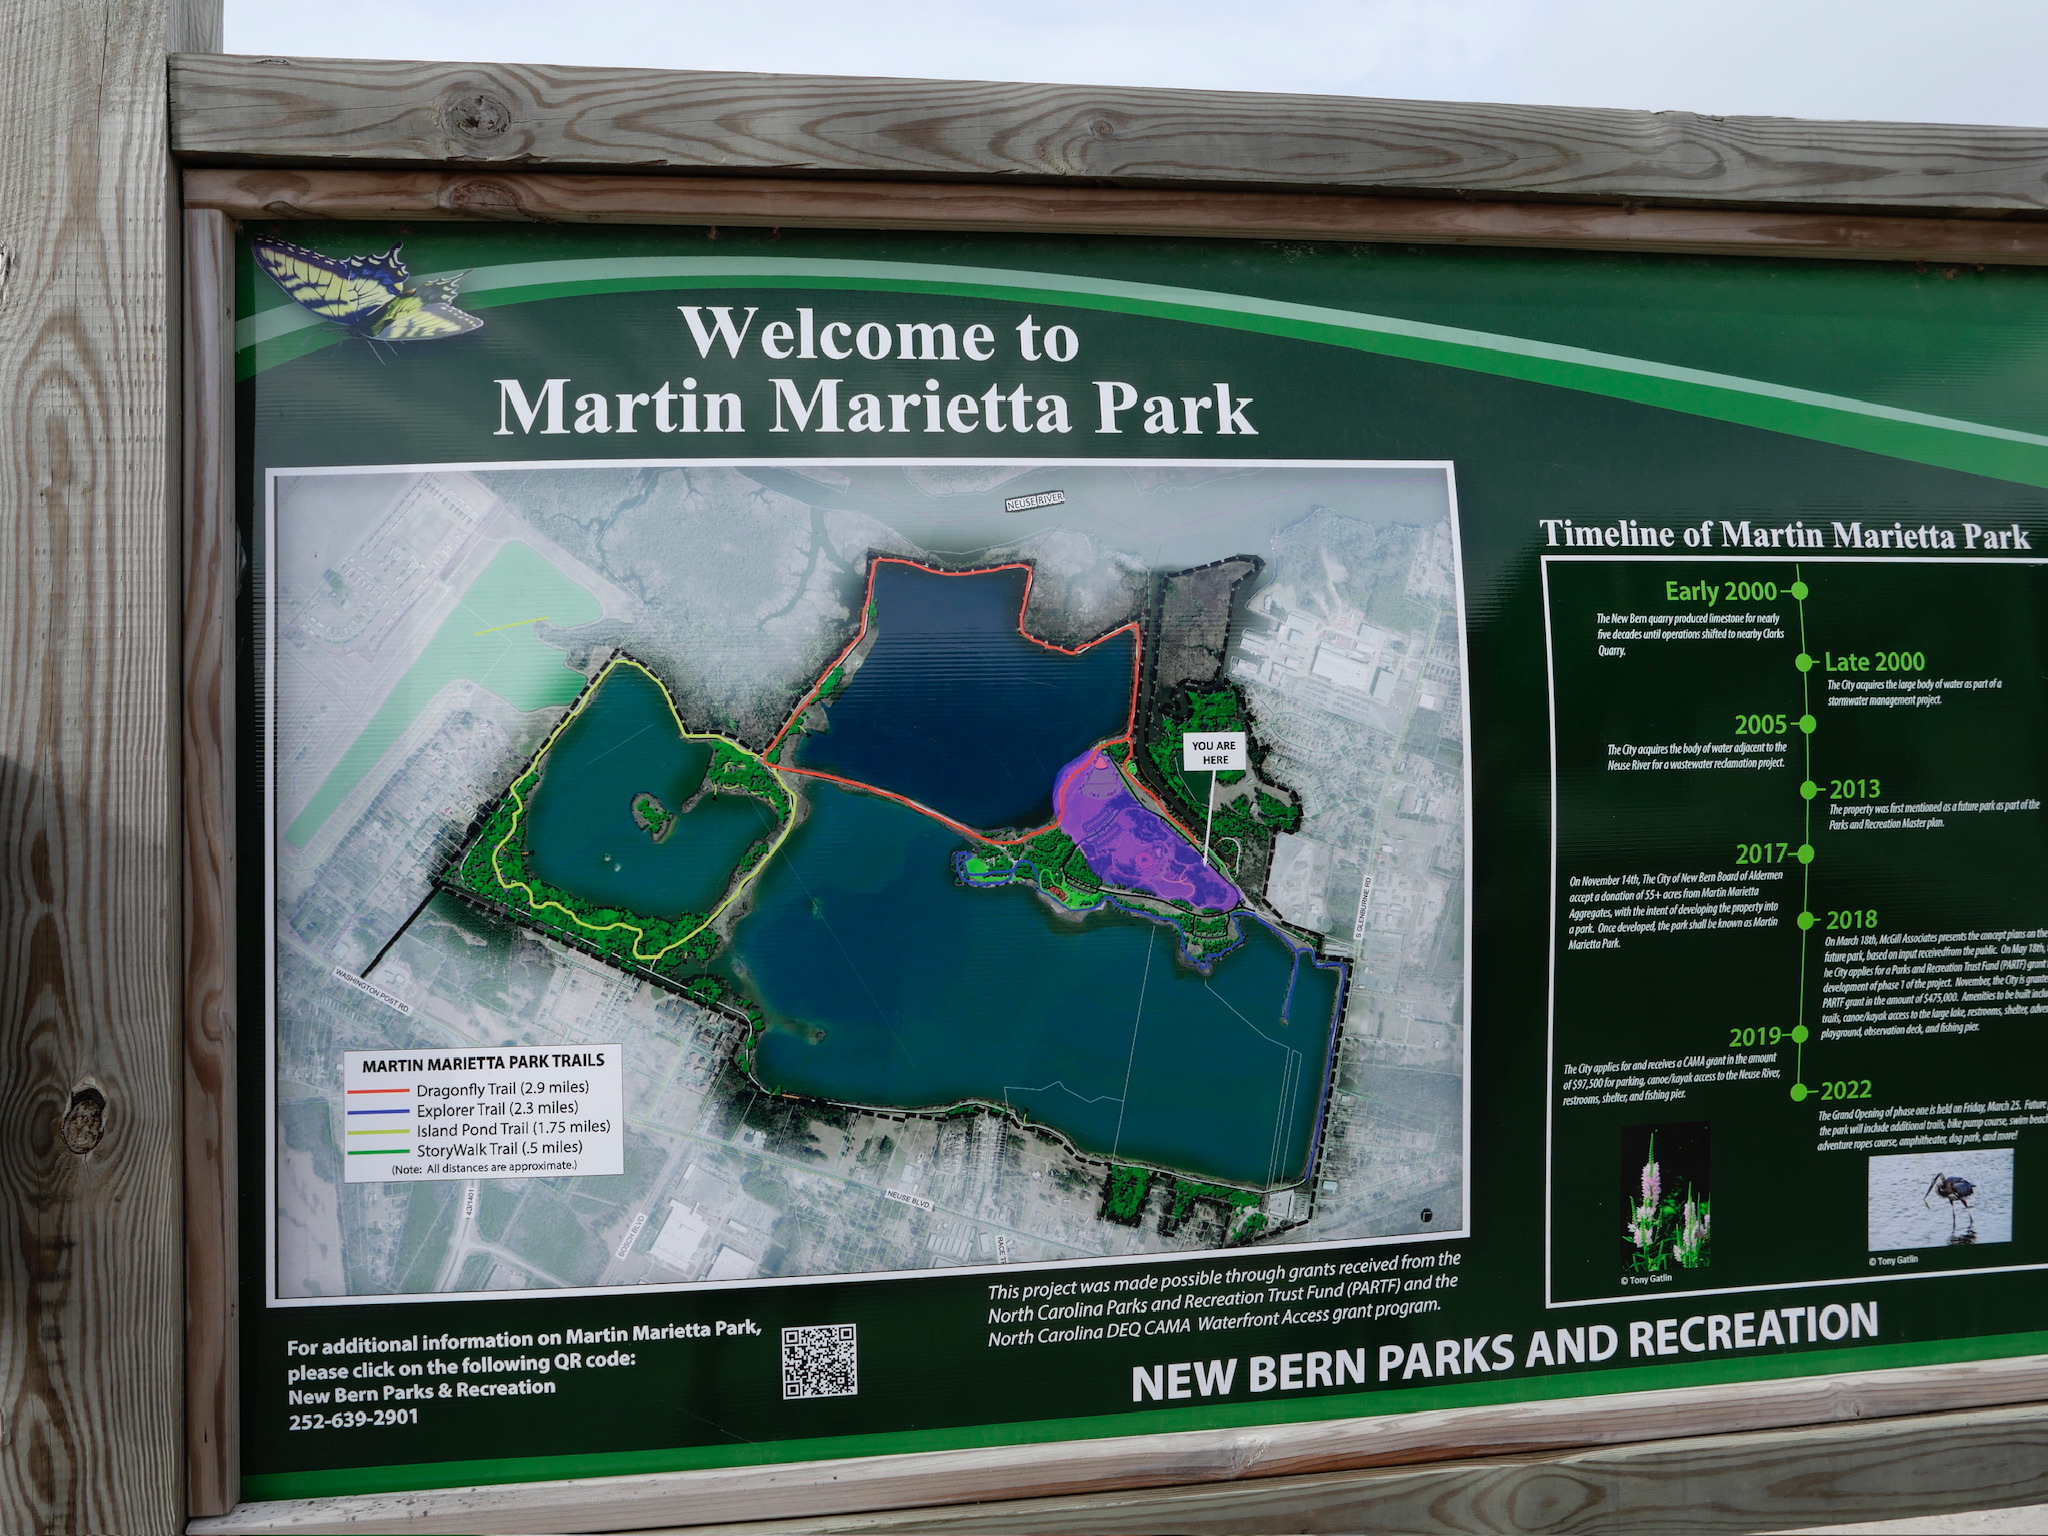 Welcome to
Martin Marietta Park
NEUSE RIVER
YOU ARE
HERE
S GLENBURNIE RD
WASHINGTON POST RD
NEUSE BLVD
BOSCH BLVD
RACE T
MARTIN MARIETTA PARK TRAILS
Dragonfly Trail (2.9 miles)
Explorer Trail (2.3 miles)
Island Pond Trail (1.75 miles)
StoryWalk Trail (.5 miles)
(Note: All distances are approximate.)
For additional information on Martin Marietta Park,
please click on the following QR code:
New Bern Parks & Recreation
252-639-2901
This project was made possible through grants received from the
North Carolina Parks and Recreation Trust Fund (PARTF) and the
North Carolina DEQ CAMA Waterfront Access grant program.
NEW BERN PARKS AND RECREATION
Timeline of Martin Marietta Park
Early 2000
The New Bern quarry produced limestone for nearly
five decades until operations shifted to nearby Clarks
Quarry.
Late 2000
The City acquires the large body of water as part of a
stormwater management project.
2005
The City acquires the body of water adjacent to the
Neuse River for a wastewater reclamation project.
2013
The property was first mentioned as a future park as part of the
Parks and Recreation Master plan.
2017
On November 14th, The City of New Bern Board of Aldermen
accept a donation of 55+ acres from Martin Marietta
Aggregates, with the intent of developing the property into
a park. Once developed, the park shall be known as Martin
Marietta Park.
2018
On March 18th, McGill Associates presents the concept plans on the
future park, based on input receivedfrom the public. On May 18th,
he City applies for a Parks and Recreation Trust Fund (PARTF) grant
development of phase 1 of the project. November, the City is grante
PARTF grant in the amount of $475,000. Amenities to be built inclu
trails, canoe/kayak access to the large lake, restrooms, shelter, adve
playground, observation deck, and fishing pier.
2019
The City applies for and receives a CAMA grant in the amount
of $97,500 for parking, canoe/kayak access to the Neuse River,
restrooms, shelter, and fishing pier.
2022
The Grand Opening of phase one is held on Friday, March 25. Future
the park will include additional trails, bike pump course, swim beach
adventure ropes course, amphitheater, dog park, and more!
© Tony Gatlin
© Tony Gatlin